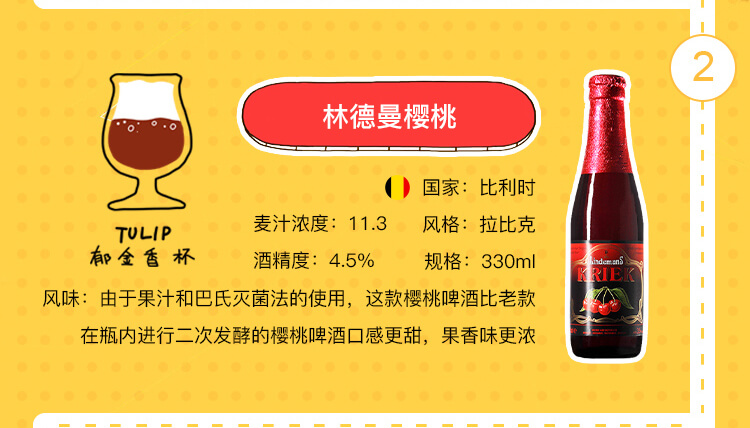 2
林德曼樱桃
国家：比利时
麦汁浓度：11.3 风格：拉比克
TULIP
郁金香杯
酒精度：4.5% 规格：330ml
风味：由于果汁和巴氏灭菌法的使用，这款樱桃啤酒比老款
在瓶内进行二次发酵的樱桃啤酒口感更甜，果香味更浓
Lindemans
KRIEK